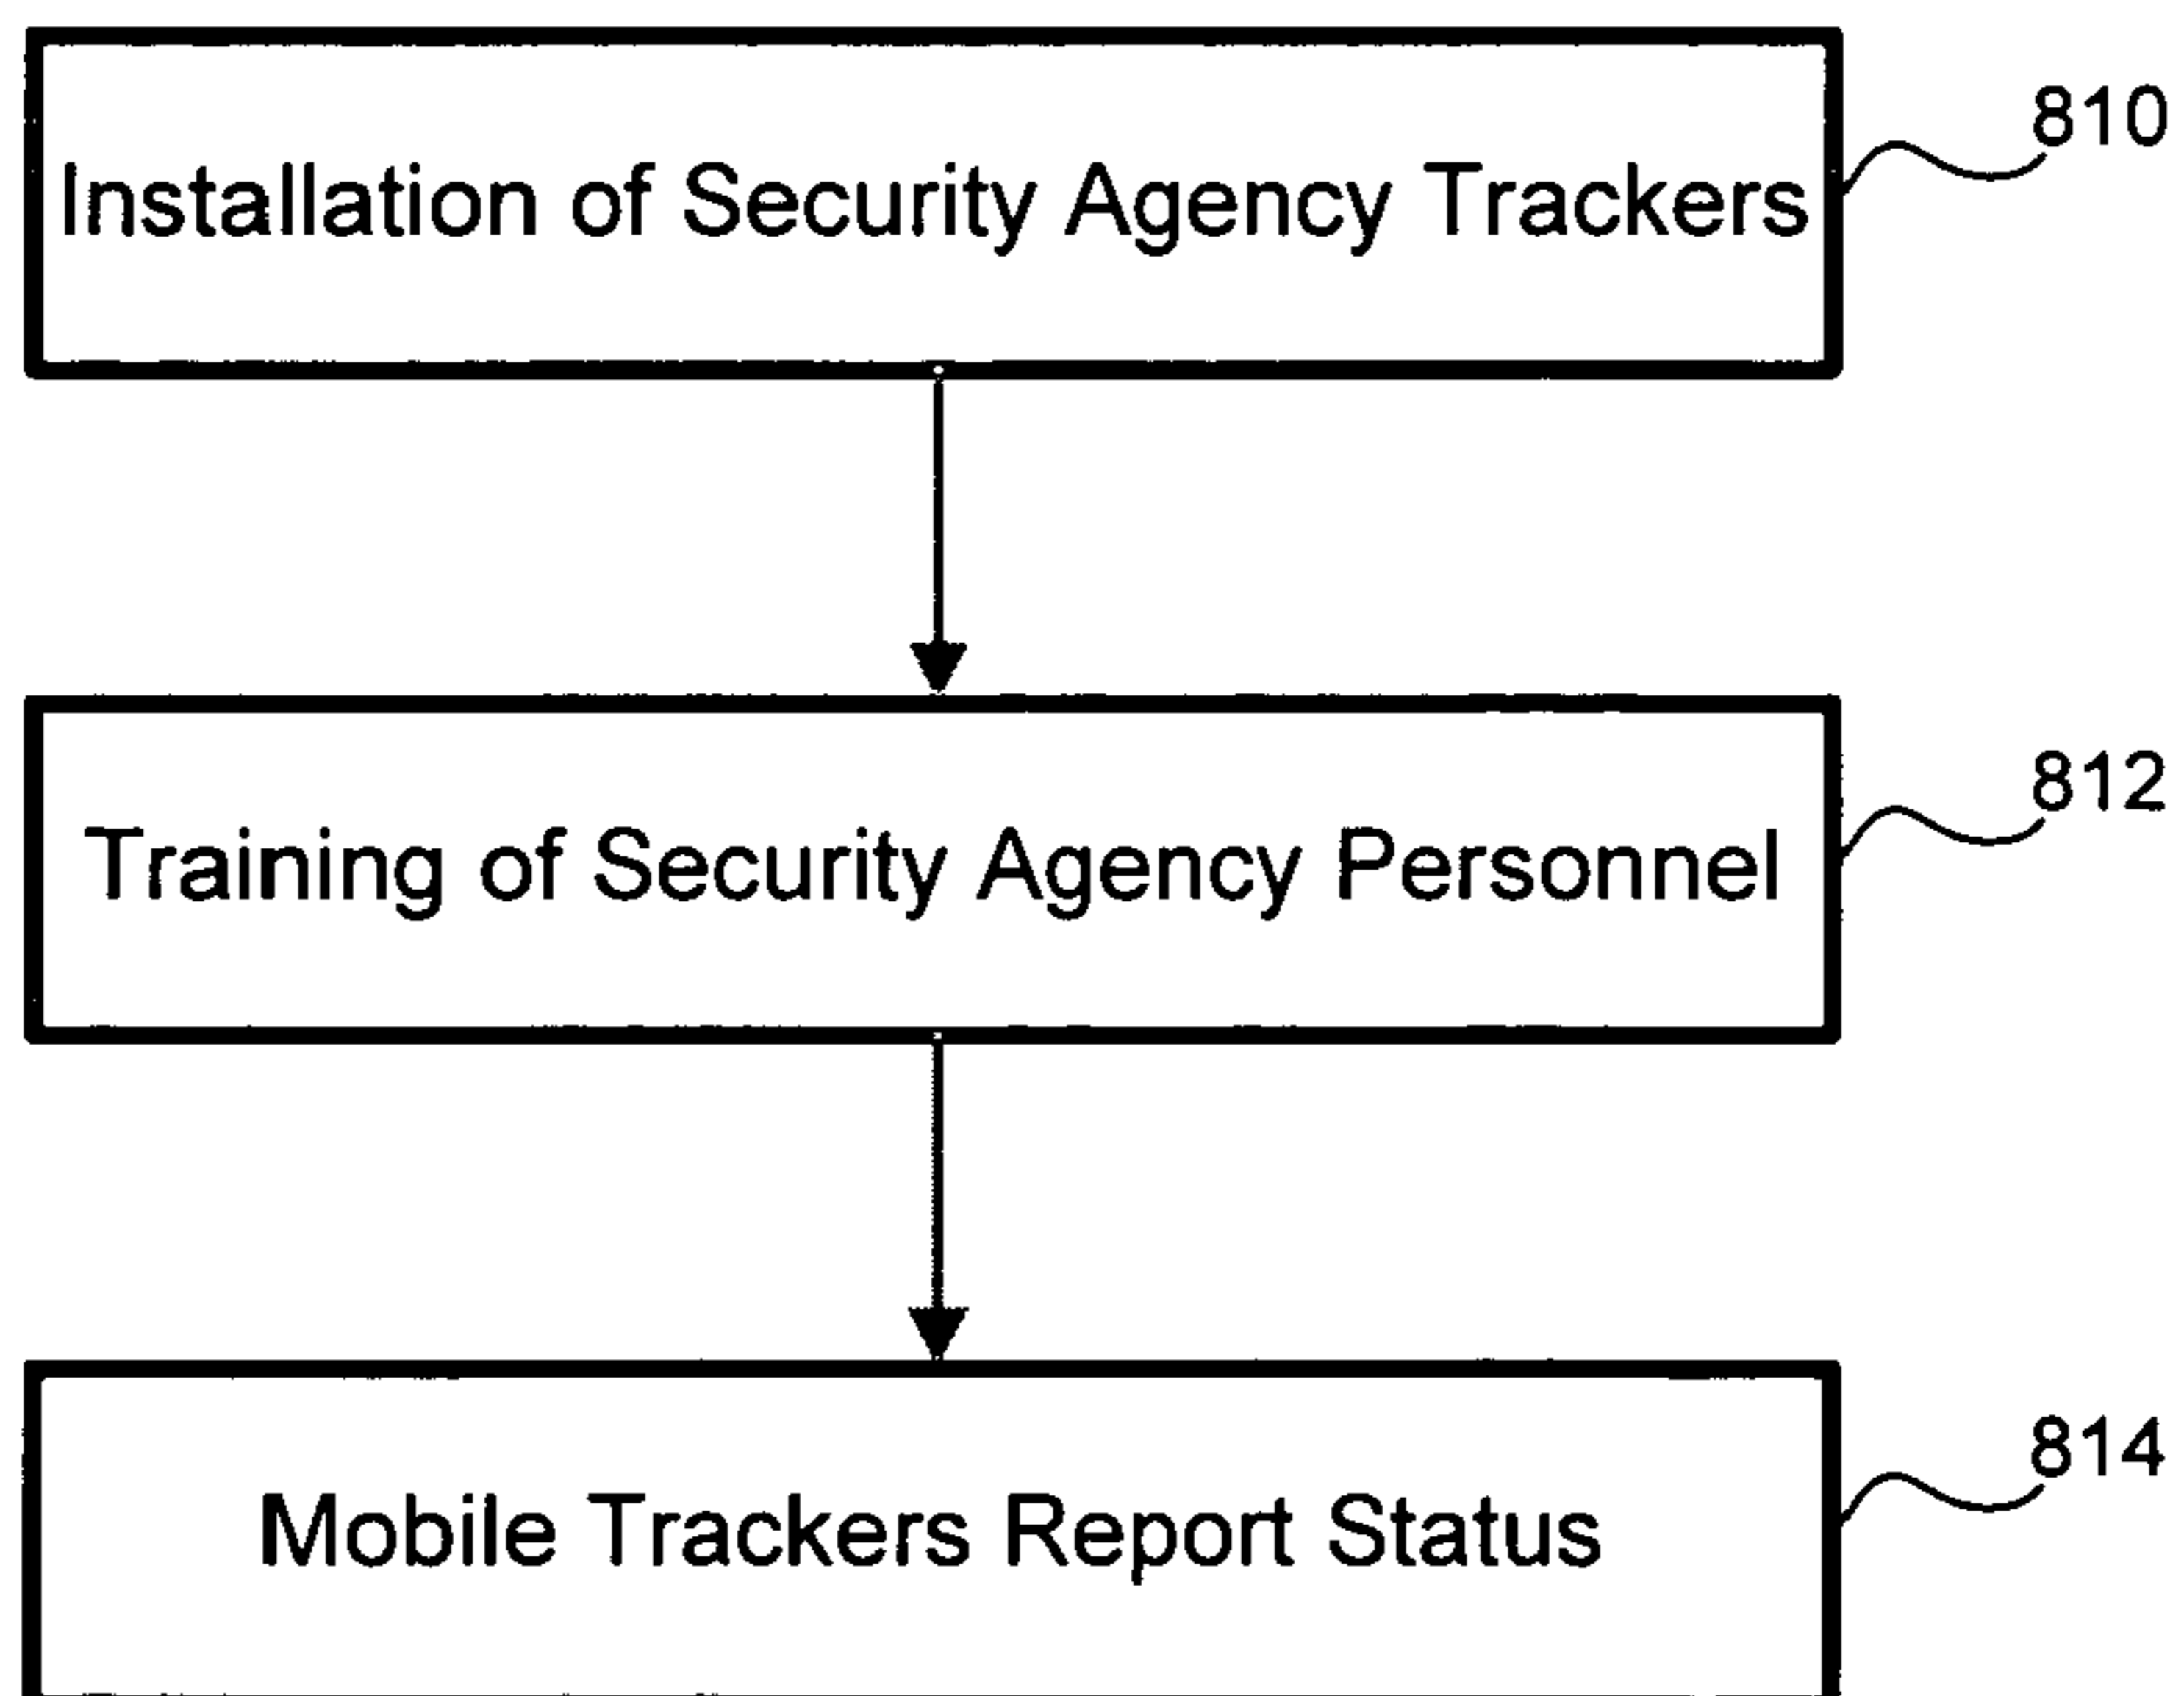 Installation of Security Agency Trackers
810
Training of Security Agency Personnel
812
Mobile Trackers Report Status
814